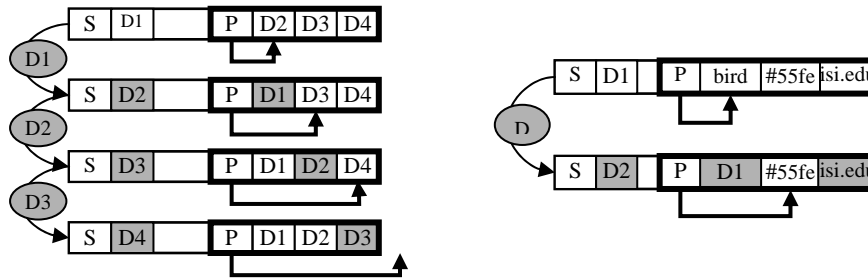 S D1 P D2 D3 D4
D1
S D2 P D1 D3 D4
D2
S D3 P D1 D2 D4
D3
S D4 P D1 D2 D3
S D1 P bird #55fe isi.edu
D
S D2 P D1 #55fe isi.edu